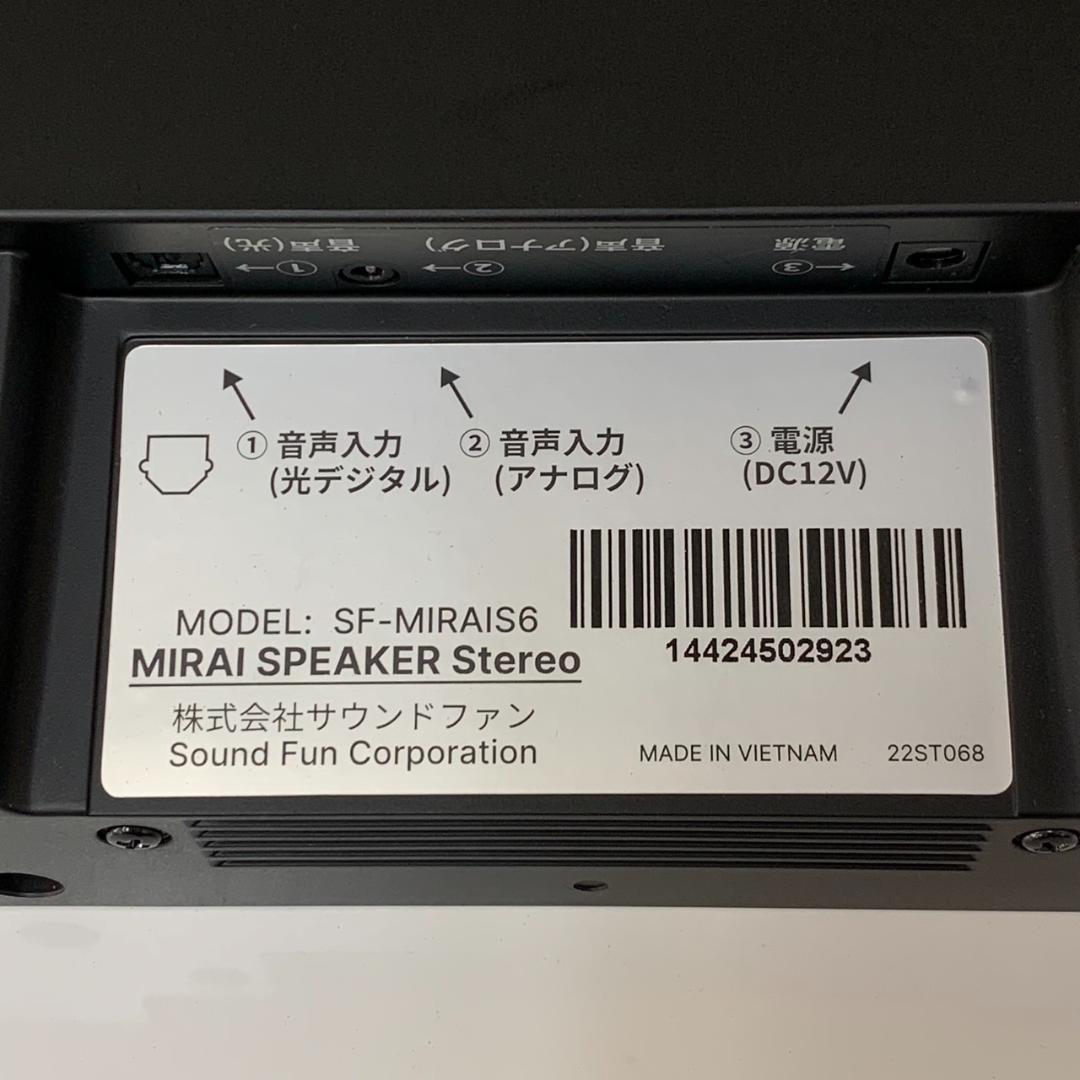 音声(光)
音声(アナログ)
電源
←①
←②
③→
① 音声入力
(光デジタル)
② 音声入力
(アナログ)
③ 電源
(DC12V)
14424502923
MODEL: SF-MIRAIS6
MIRAI SPEAKER Stereo
株式会社サウンドファン
Sound Fun Corporation
MADE IN VIETNAM
22ST068